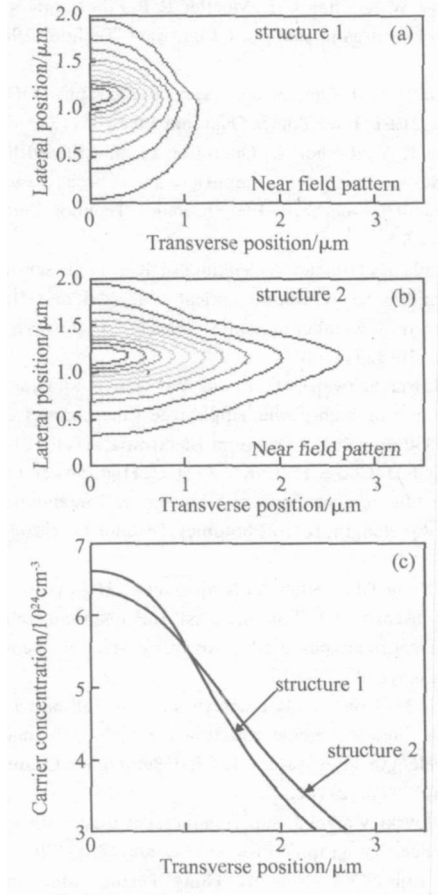 structure 1
(a)
Lateral position/μm
2.0
1.5
1.0
0.5
0
0
1
2
3
Near field pattern
Transverse position/μm
structure 2
(b)
Lateral position/μm
2.0
1.5
1.0
0.5
0
0
1
2
3
Near field pattern
Transverse position/μm
(c)
Carrier concentration/10²⁴cm⁻³
7
6
5
4
3
structure 1
structure 2
0
1
2
3
Transverse position/μm